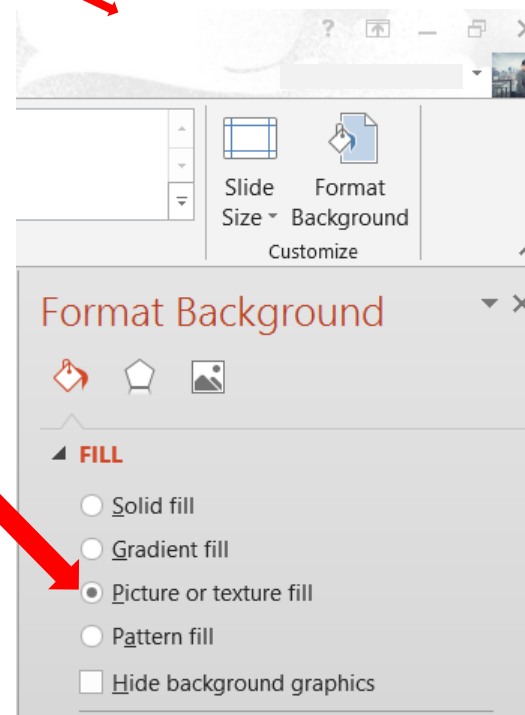 ?
Slide Format
Size Background
Customize
Format Background
FILL
Solid fill
Gradient fill
Picture or texture fill
Pattern fill
Hide background graphics